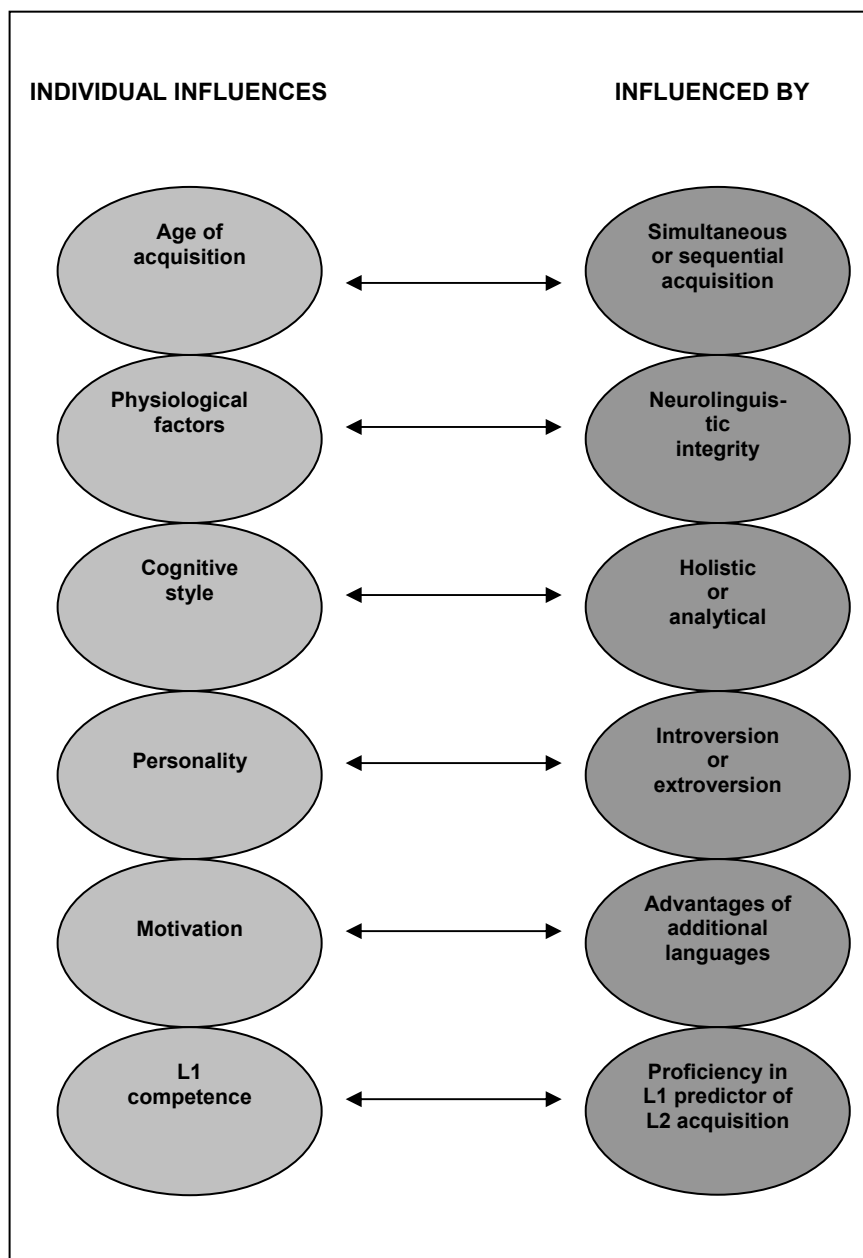 INDIVIDUAL INFLUENCES
INFLUENCED BY
Age of
acquisition
Simultaneous
or sequential
acquisition
Physiological
factors
Neurolinguis-
tic
integrity
Cognitive
style
Holistic
or
analytical
Personality
Introversion
or
extroversion
Motivation
Advantages of
additional
languages
L1
competence
Proficiency in
L1 predictor of
L2 acquisition